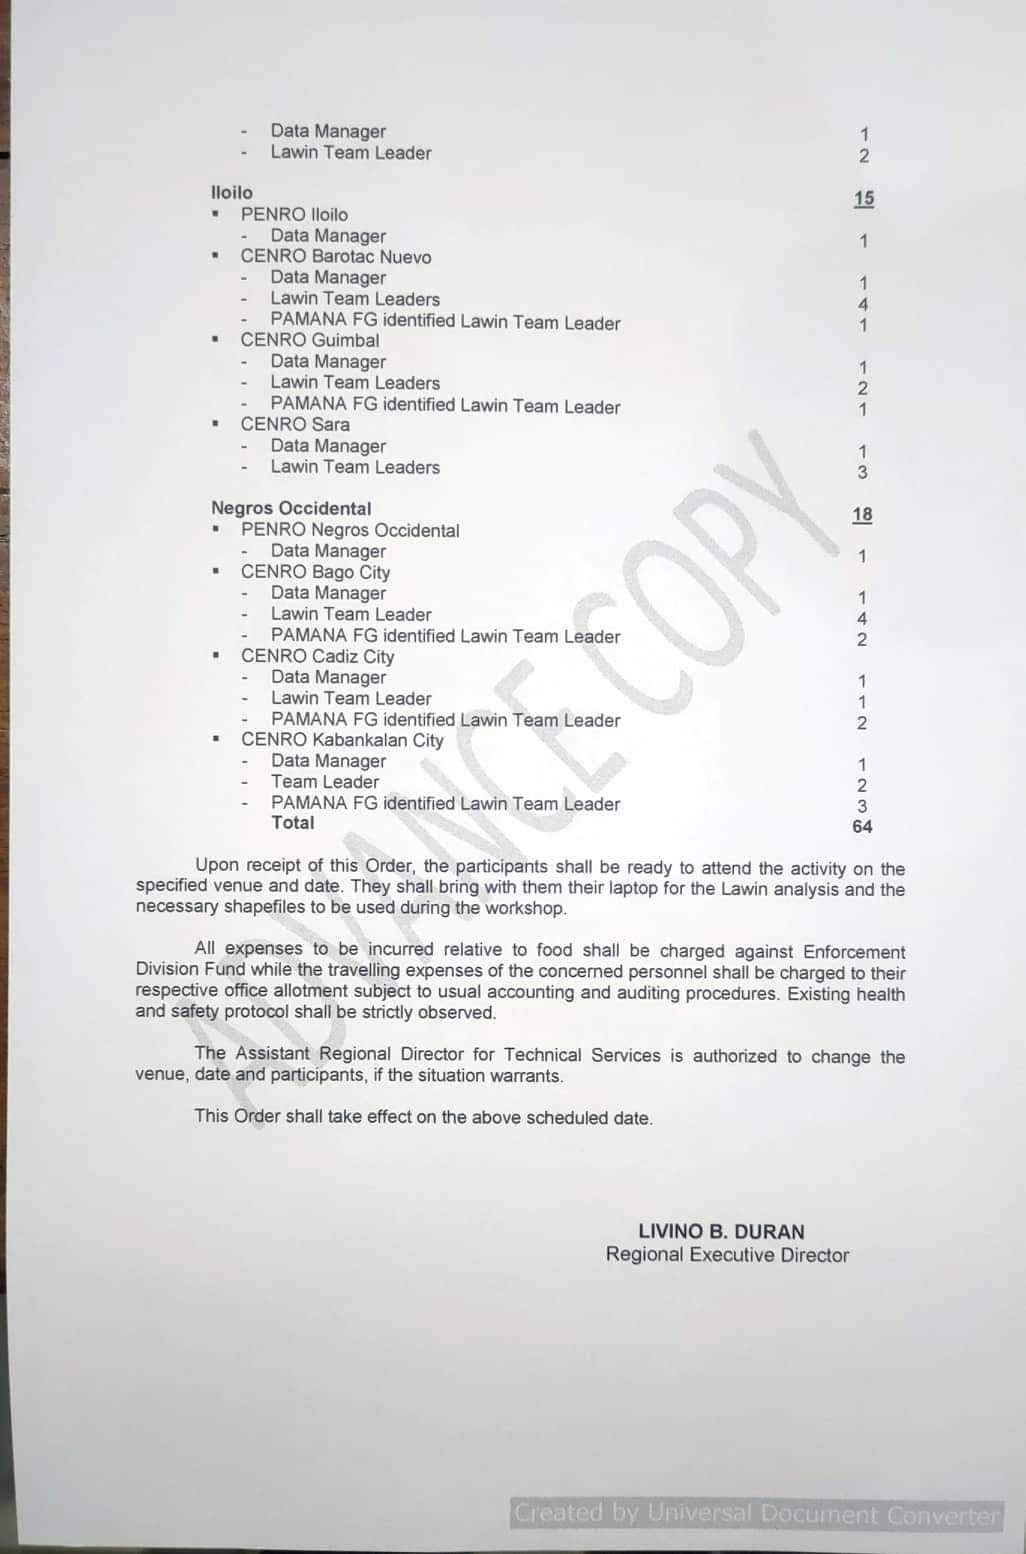 - Data Manager 1
- Lawin Team Leader 2
Iloilo 15
▪ PENRO Iloilo
- Data Manager 1
▪ CENRO Barotac Nuevo
- Data Manager 1
- Lawin Team Leaders 4
- PAMANA FG identified Lawin Team Leader 1
▪ CENRO Guimbal
- Data Manager 1
- Lawin Team Leaders 2
- PAMANA FG identified Lawin Team Leader 1
▪ CENRO Sara
- Data Manager 1
- Lawin Team Leaders 3
Negros Occidental 18
▪ PENRO Negros Occidental
- Data Manager 1
▪ CENRO Bago City
- Data Manager 1
- Lawin Team Leader 4
- PAMANA FG identified Lawin Team Leader 2
▪ CENRO Cadiz City
- Data Manager 1
- Lawin Team Leader 1
- PAMANA FG identified Lawin Team Leader 2
▪ CENRO Kabankalan City
- Data Manager 1
- Team Leader 2
- PAMANA FG identified Lawin Team Leader 3
Total 64
Upon receipt of this Order, the participants shall be ready to attend the activity on the
specified venue and date. They shall bring with them their laptop for the Lawin analysis and the
necessary shapefiles to be used during the workshop.
All expenses to be incurred relative to food shall be charged against Enforcement
Division Fund while the travelling expenses of the concerned personnel shall be charged to their
respective office allotment subject to usual accounting and auditing procedures. Existing health
and safety protocol shall be strictly observed.
The Assistant Regional Director for Technical Services is authorized to change the
venue, date and participants, if the situation warrants.
This Order shall take effect on the above scheduled date.
LIVINO B. DURAN
Regional Executive Director
ADVANCE COPY
Created by Universal Document Converter